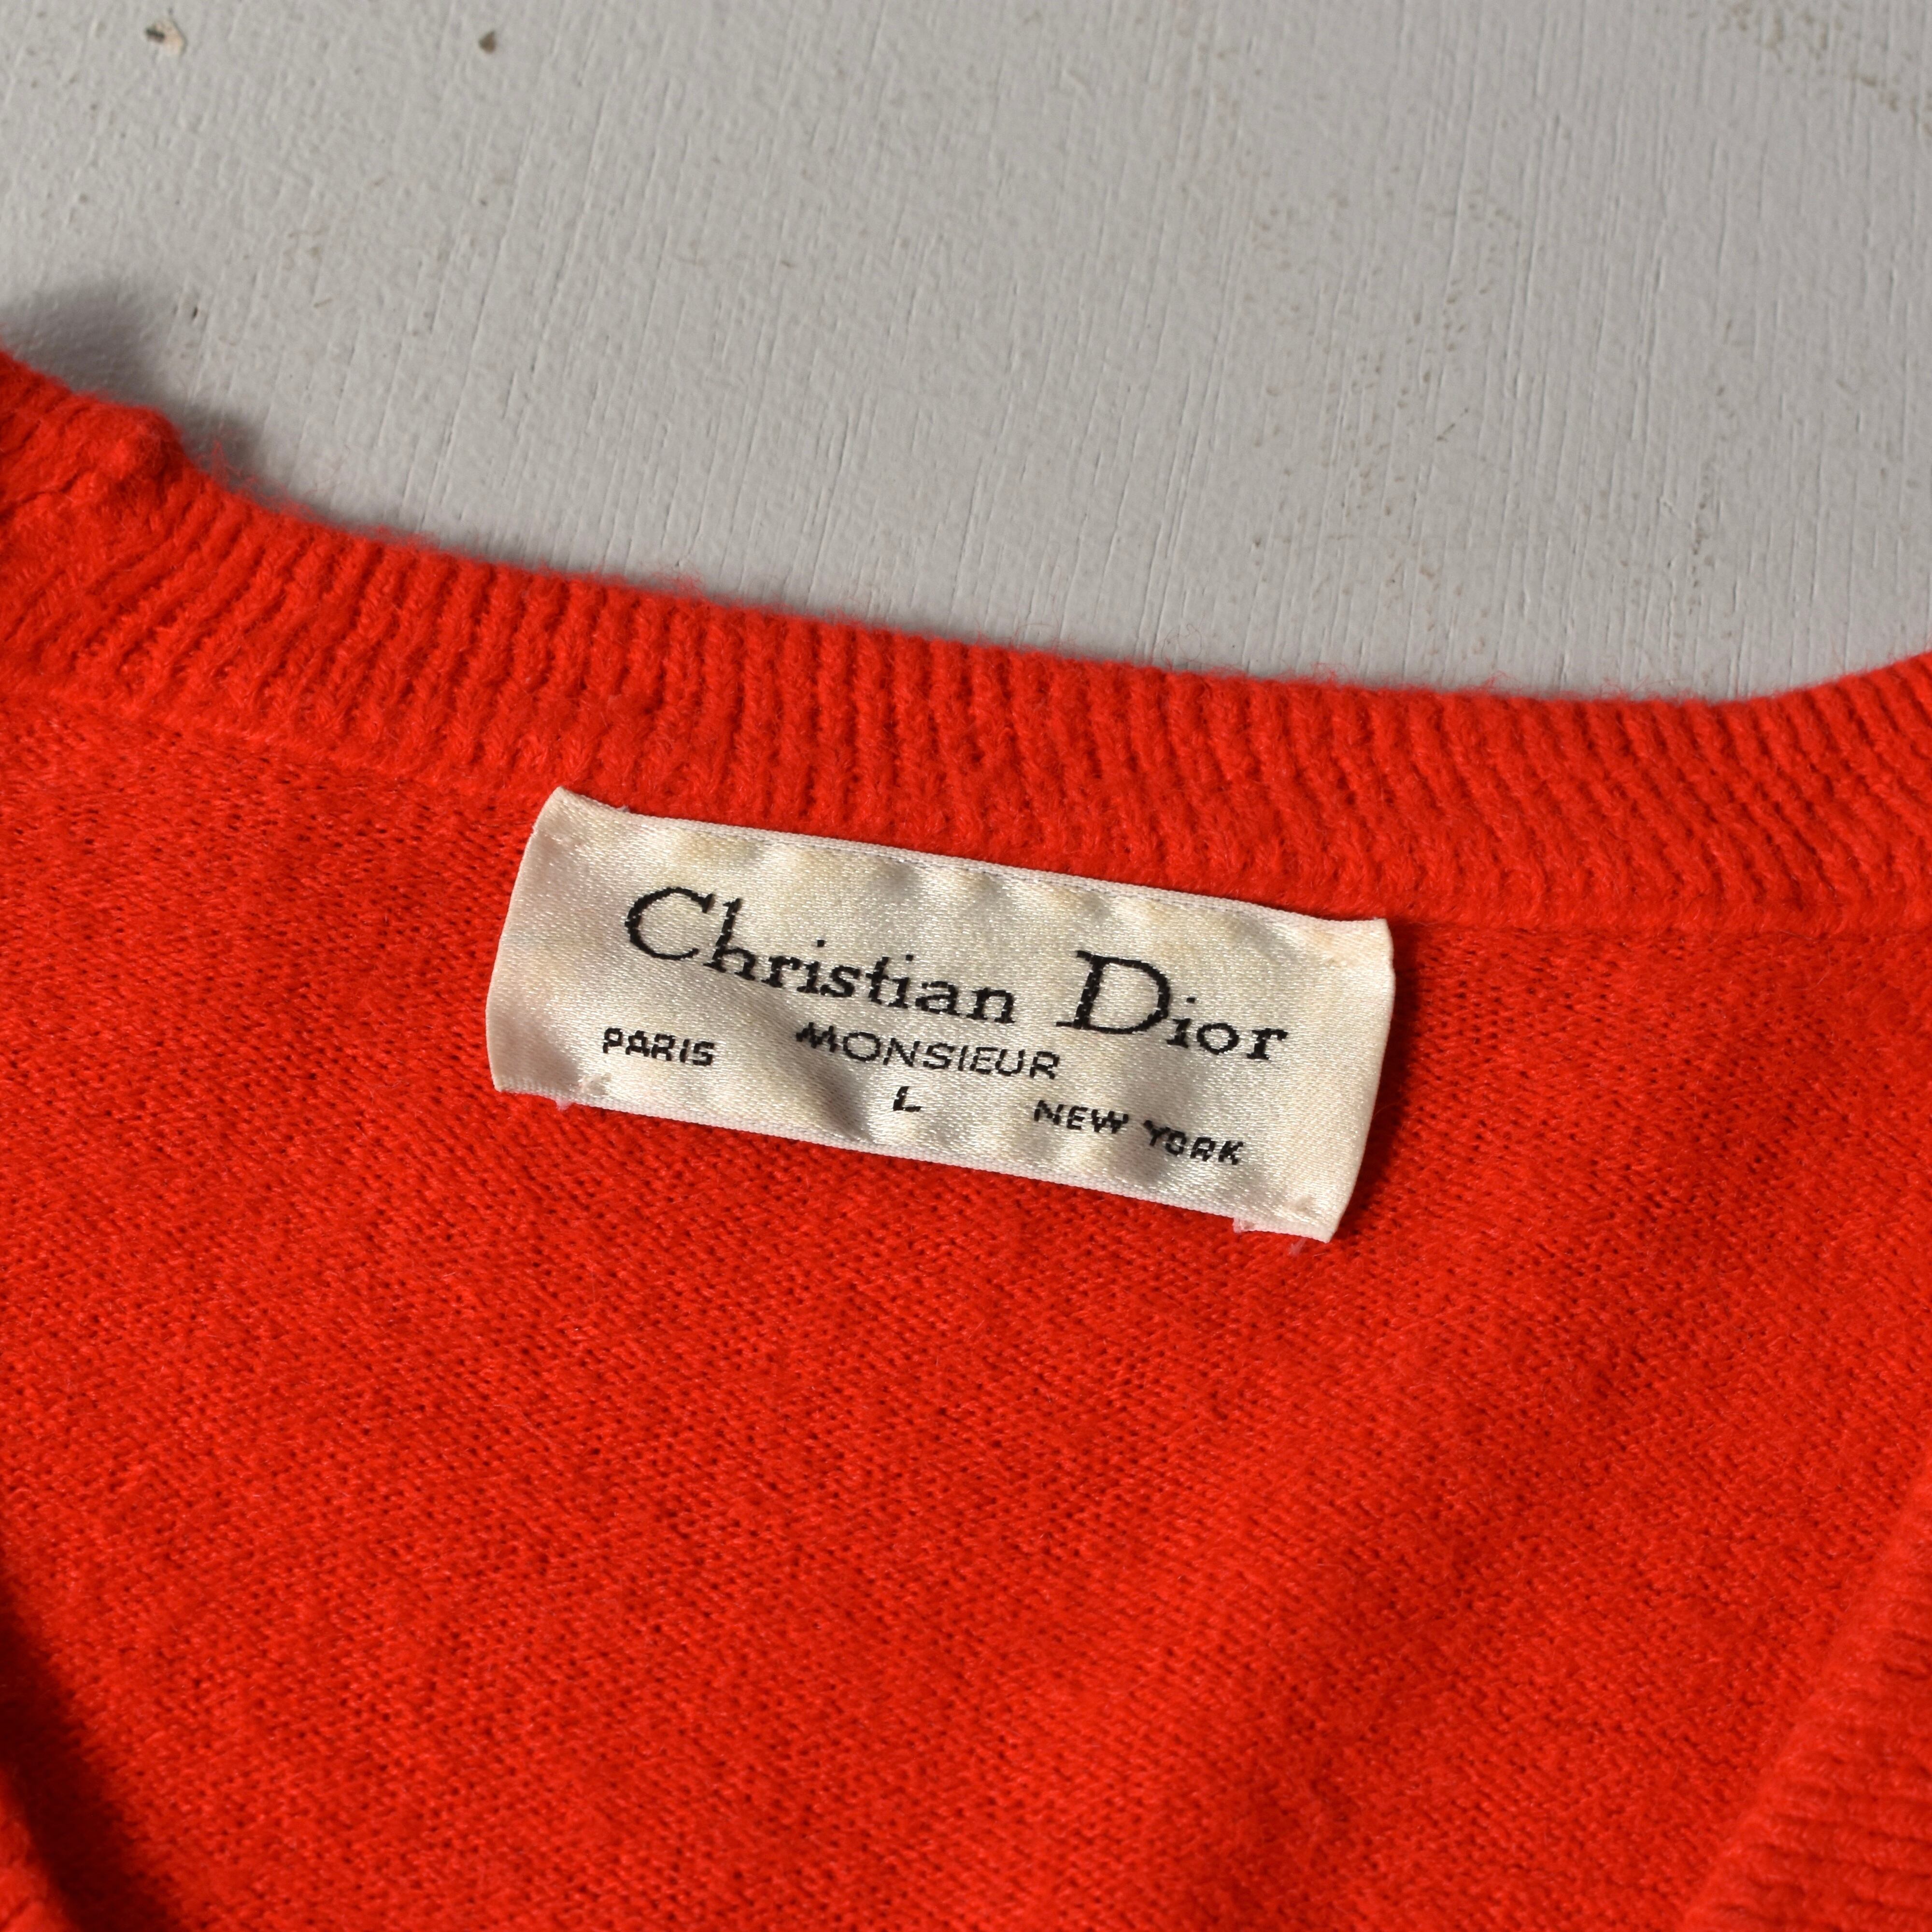 Christian Dior
MONSIEUR
PARIS L NEW YORK